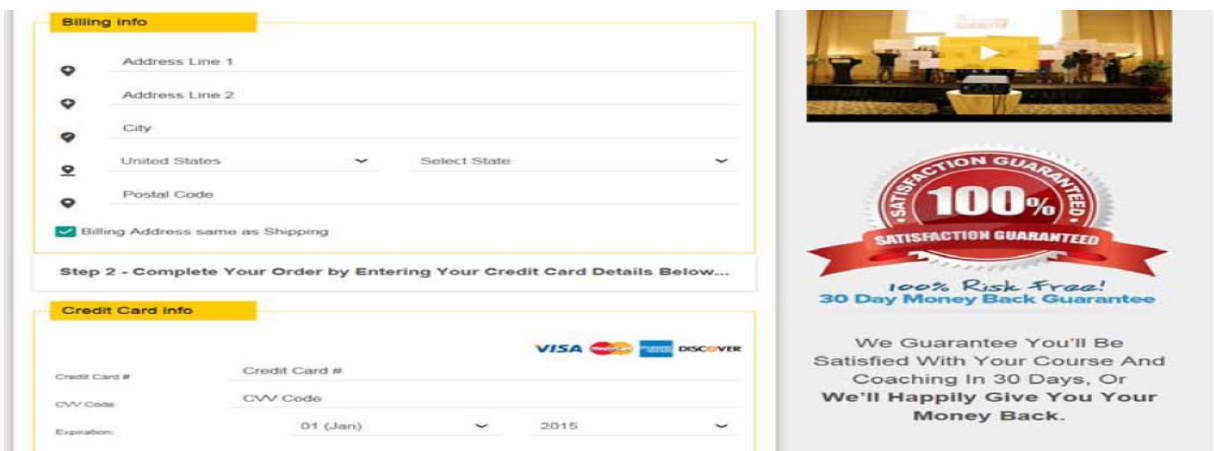 Billing info
Address Line 1
Address Line 2
City
United States
Select State
Postal Code
Billing Address same as Shipping
Step 2 - Complete Your Order by Entering Your Credit Card Details Below...
Credit Card info
VISA MasterCard DISCOVER
Credit Card #
Credit Card #
CVV Code
CVV Code
Expiration:
01 (Jan)
2015
SATISFACTION GUARANTEED
100%
SATISFACTION GUARANTEED
100% Risk Free!
30 Day Money Back Guarantee
We Guarantee You'll Be
Satisfied With Your Course And
Coaching In 30 Days, Or
We'll Happily Give You Your
Money Back.